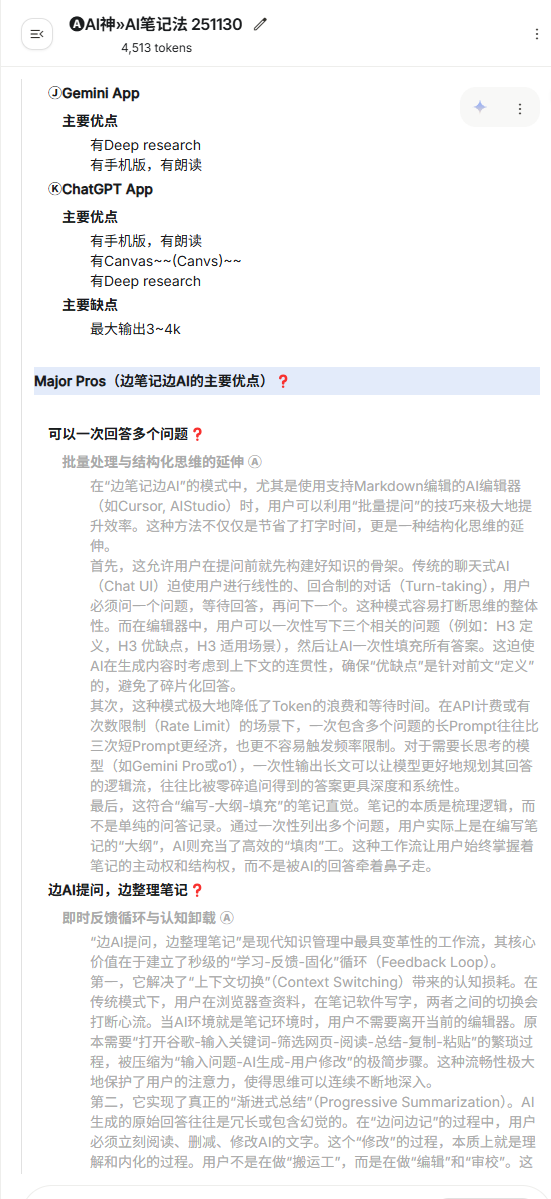 🅐AI神»AI笔记法 251130
4,513 tokens
ⒿGemini App
主要优点
有Deep research
有手机版，有朗读
ⓀChatGPT App
主要优点
有手机版，有朗读
有Canvas~~(Canvs)~~
有Deep research
主要缺点
最大输出3~4k
Major Pros（边笔记边AI的主要优点）❓
可以一次回答多个问题❓
批量处理与结构化思维的延伸 Ⓐ
在“边笔记边AI”的模式中，尤其是使用支持Markdown编辑的AI编辑器
（如Cursor, AIStudio）时，用户可以利用“批量提问”的技巧来极大地提
升效率。这种方法不仅仅是节省了打字时间，更是一种结构化思维的延
伸。
首先，这允许用户在提问前就先构建好知识的骨架。传统的聊天式AI
（Chat UI）迫使用户进行线性的、回合制的对话（Turn-taking），用户
必须问一个问题，等待回答，再问下一个。这种模式容易打断思维的整体
性。而在编辑器中，用户可以一次性写下三个相关的问题（例如：H3 定
义，H3 优缺点，H3 适用场景），然后让AI一次性填充所有答案。这迫使
AI在生成内容时考虑到上下文的连贯性，确保“优缺点”是针对前文“定义”
的，避免了碎片化回答。
其次，这种模式极大地降低了Token的浪费和等待时间。在API计费或有
次数限制（Rate Limit）的场景下，一次包含多个问题的长Prompt往往比
三次短Prompt更经济，也更不容易触发频率限制。对于需要长思考的模
型（如Gemini Pro或o1），一次性输出长文可以让模型更好地规划其回答
的逻辑流，往往比被零碎追问得到的答案更具深度和系统性。
最后，这符合“编写-大纲-填充”的笔记直觉。笔记的本质是梳理逻辑，而
不是单纯的问答记录。通过一次性列出多个问题，用户实际上是在编写笔
记的“大纲”，AI则充当了高效的“填肉”工。这种工作流让用户始终掌握着
笔记的主动权和结构权，而不是被AI的回答牵着鼻子走。
边AI提问，边整理笔记❓
即时反馈循环与认知卸载 Ⓐ
“边AI提问，边整理笔记”是现代知识管理中最具变革性的工作流，其核心
价值在于建立了秒级的“学习-反馈-固化”循环（Feedback Loop）。
第一，它解决了“上下文切换”（Context Switching）带来的认知损耗。在
传统模式下，用户在浏览器查资料，在笔记软件写字，两者之间的切换会
打断心流。当AI环境就是笔记环境时，用户不需要离开当前的编辑器。原
本需要“打开谷歌-输入关键词-筛选网页-阅读-总结-复制-粘贴”的繁琐过
程，被压缩为“输入问题-AI生成-用户修改”的极简步骤。这种流畅性极大
地保护了用户的注意力，使得思维可以连续不断地深入。
第二，它实现了真正的“渐进式总结”（Progressive Summarization）。AI
生成的原始回答往往是冗长或包含幻觉的。在“边问边记”的过程中，用户
必须立刻阅读、删减、修改AI的文字。这个“修改”的过程，本质上就是理
解和内化的过程。用户不是在做“搬运工”，而是在做“编辑”和“审校”。这